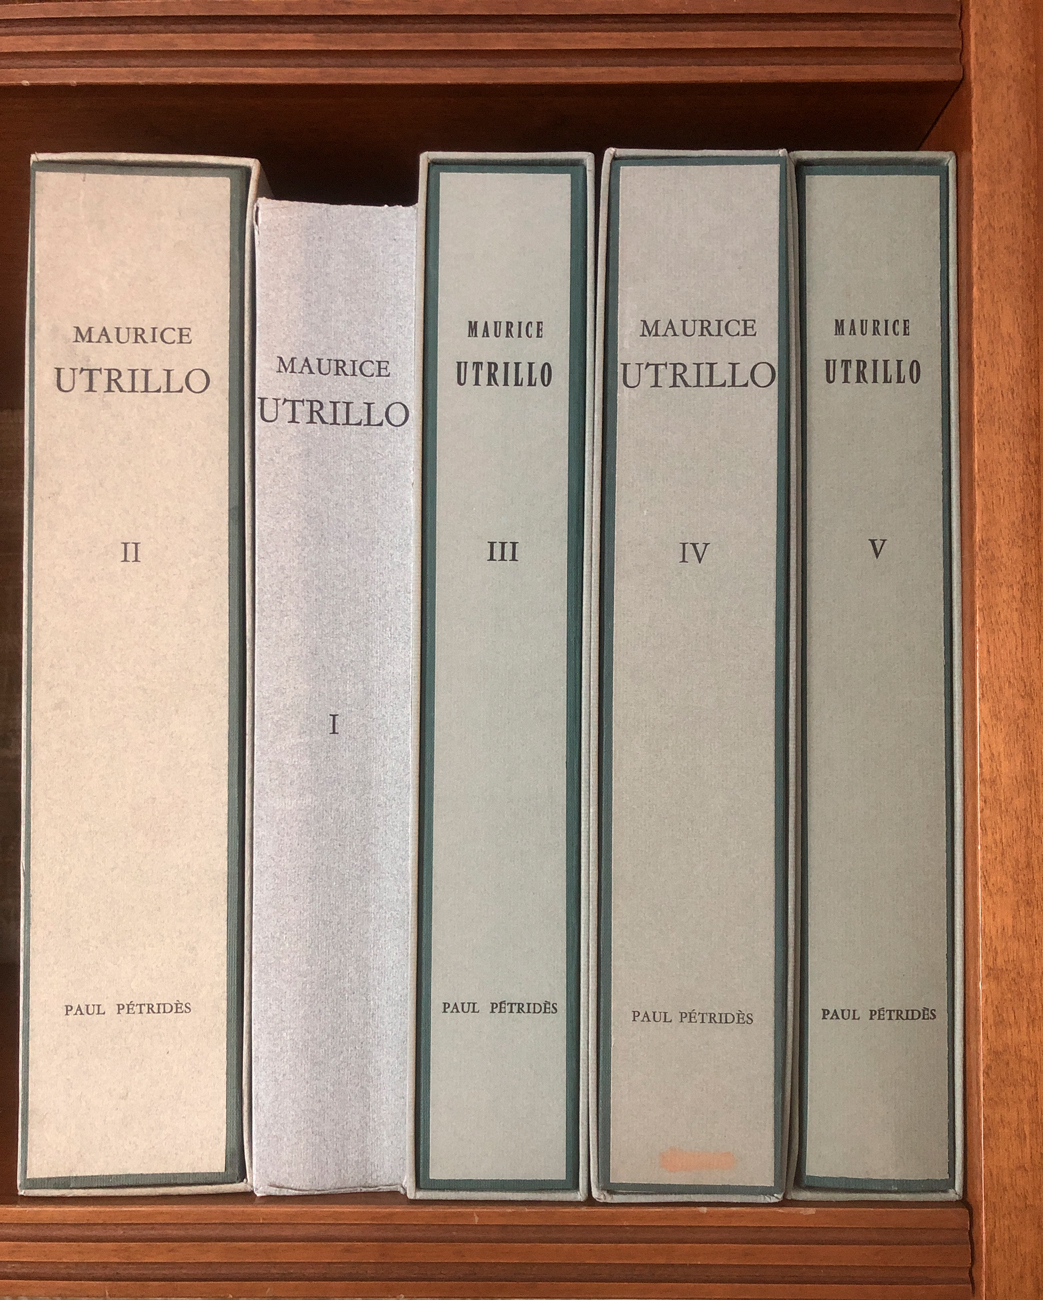 MAURICE
UTRILLO
II
PAUL PÉTRIDÈS
MAURICE
UTRILLO
I
MAURICE
UTRILLO
III
PAUL PÉTRIDÈS
MAURICE
UTRILLO
IV
PAUL PÉTRIDÈS
MAURICE
UTRILLO
V
PAUL PÉTRIDÈS